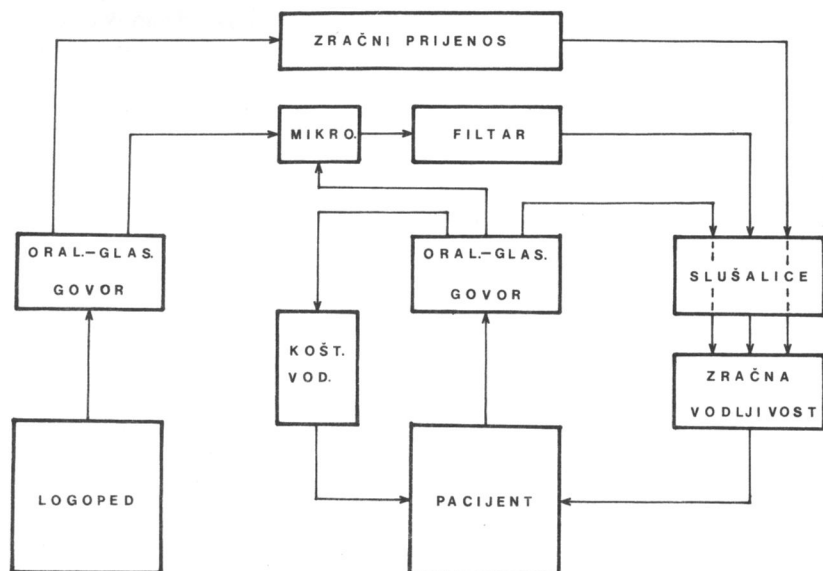 ZRAČNI PRIJENOS
MIKRO.
FILTAR
ORAL.–GLAS.
GOVOR
ORAL.–GLAS.
GOVOR
SLUŠALICE
KOŠT.
VOD.
ZRAČNA
VODLJIVOST
LOGOPED
PACIJENT